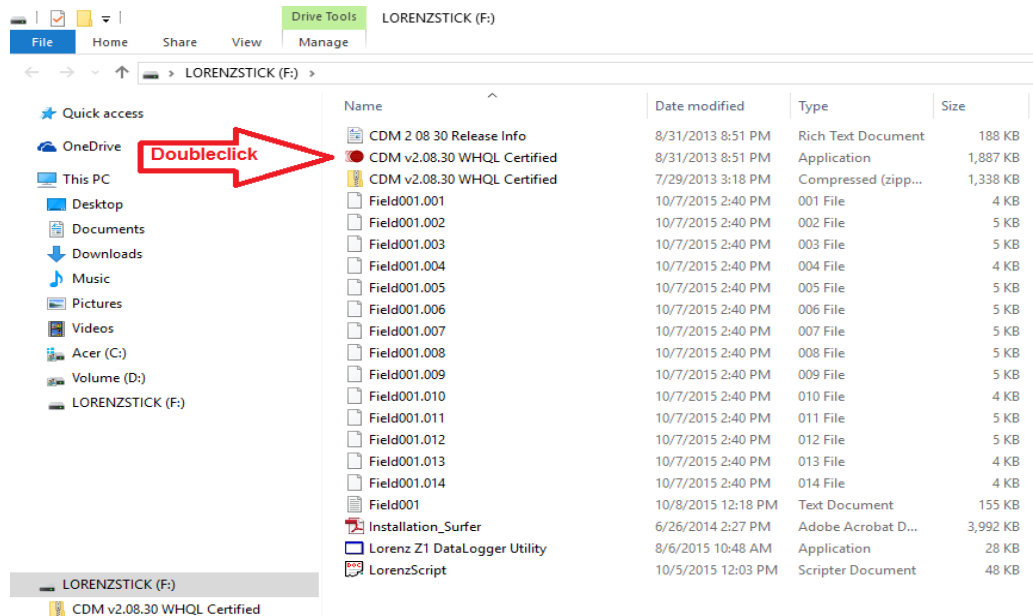 Drive Tools LORENZSTICK (F:)
File Home Share View Manage
LORENZSTICK (F:)
Name Date modified Type Size
Quick access
OneDrive
This PC
Desktop
Documents
Downloads
Music
Pictures
Videos
Acer (C:)
Volume (D:)
LORENZSTICK (F:)
Doubleclick
CDM 2 08 30 Release Info 8/31/2013 8:51 PM Rich Text Document 188 KB
CDM v2.08.30 WHQL Certified 8/31/2013 8:51 PM Application 1,887 KB
CDM v2.08.30 WHQL Certified 7/29/2013 3:18 PM Compressed (zipp... 1,338 KB
Field001.001 10/7/2015 2:40 PM 001 File 4 KB
Field001.002 10/7/2015 2:40 PM 002 File 5 KB
Field001.003 10/7/2015 2:40 PM 003 File 5 KB
Field001.004 10/7/2015 2:40 PM 004 File 4 KB
Field001.005 10/7/2015 2:40 PM 005 File 5 KB
Field001.006 10/7/2015 2:40 PM 006 File 5 KB
Field001.007 10/7/2015 2:40 PM 007 File 5 KB
Field001.008 10/7/2015 2:40 PM 008 File 5 KB
Field001.009 10/7/2015 2:40 PM 009 File 5 KB
Field001.010 10/7/2015 2:40 PM 010 File 4 KB
Field001.011 10/7/2015 2:40 PM 011 File 5 KB
Field001.012 10/7/2015 2:40 PM 012 File 5 KB
Field001.013 10/7/2015 2:40 PM 013 File 4 KB
Field001.014 10/7/2015 2:40 PM 014 File 4 KB
Field001 10/8/2015 12:18 PM Text Document 155 KB
Installation_Surfer 6/26/2014 2:27 PM Adobe Acrobat D... 3,992 KB
Lorenz Z1 DataLogger Utility 8/6/2015 10:48 AM Application 28 KB
LorenzScript 10/5/2015 12:03 PM Scripter Document 48 KB
LORENZSTICK (F:)
CDM v2.08.30 WHQL Certified